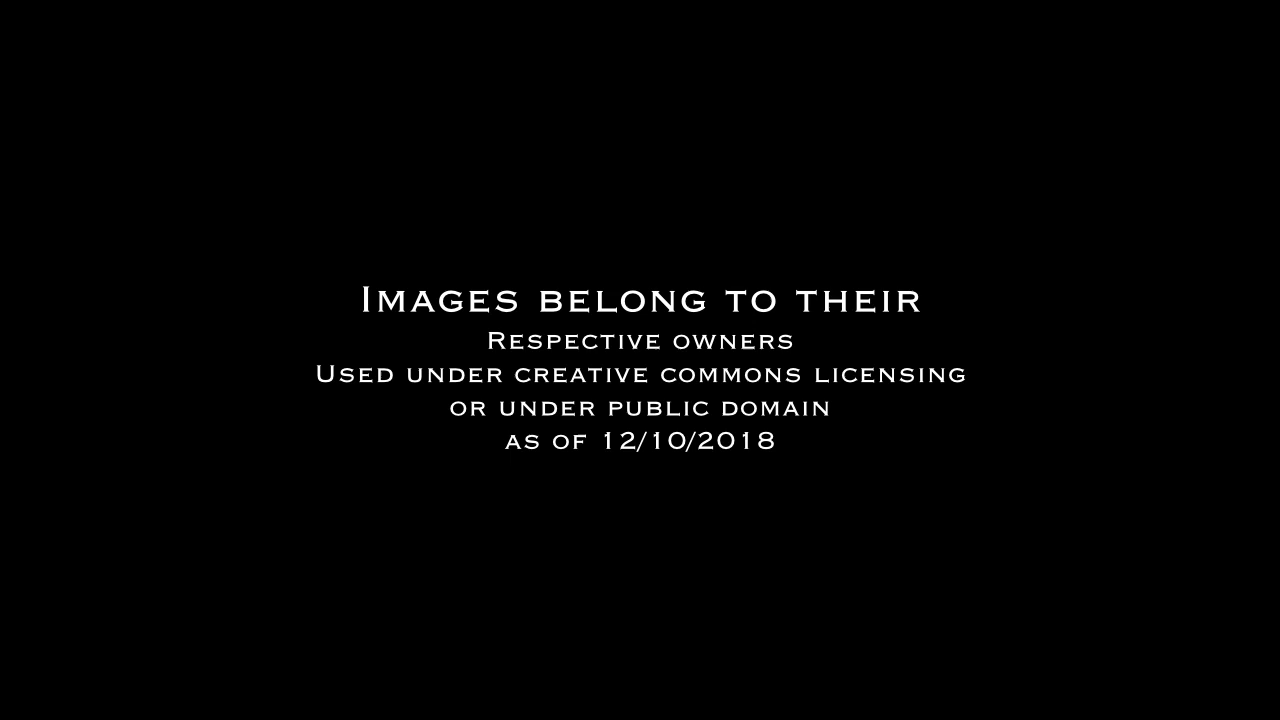 Images belong to their
Respective owners
Used under creative commons licensing
or under public domain
as of 12/10/2018